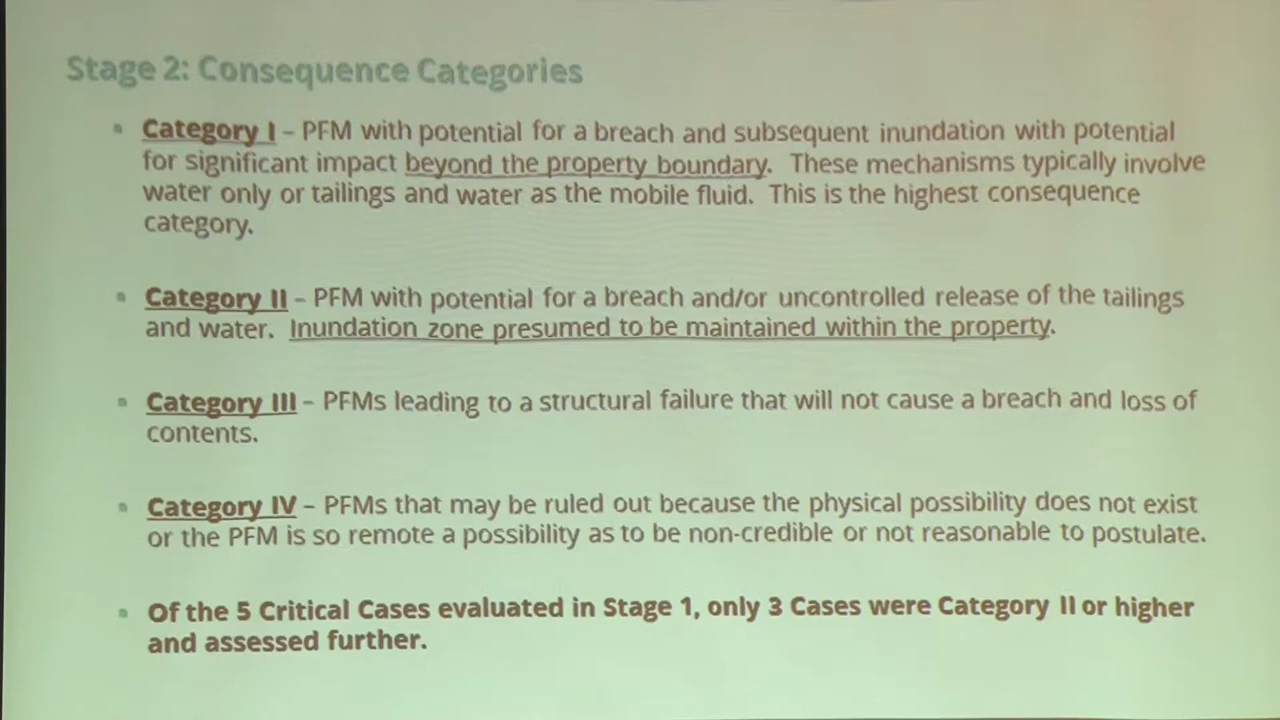 Stage 2: Consequence Categories
▪ Category I – PFM with potential for a breach and subsequent inundation with potential
for significant impact beyond the property boundary. These mechanisms typically involve
water only or tailings and water as the mobile fluid. This is the highest consequence
category.
▪ Category II – PFM with potential for a breach and/or uncontrolled release of the tailings
and water. Inundation zone presumed to be maintained within the property.
▪ Category III – PFMs leading to a structural failure that will not cause a breach and loss of
contents.
▪ Category IV – PFMs that may be ruled out because the physical possibility does not exist
or the PFM is so remote a possibility as to be non-credible or not reasonable to postulate.
▪ Of the 5 Critical Cases evaluated in Stage 1, only 3 Cases were Category II or higher
and assessed further.